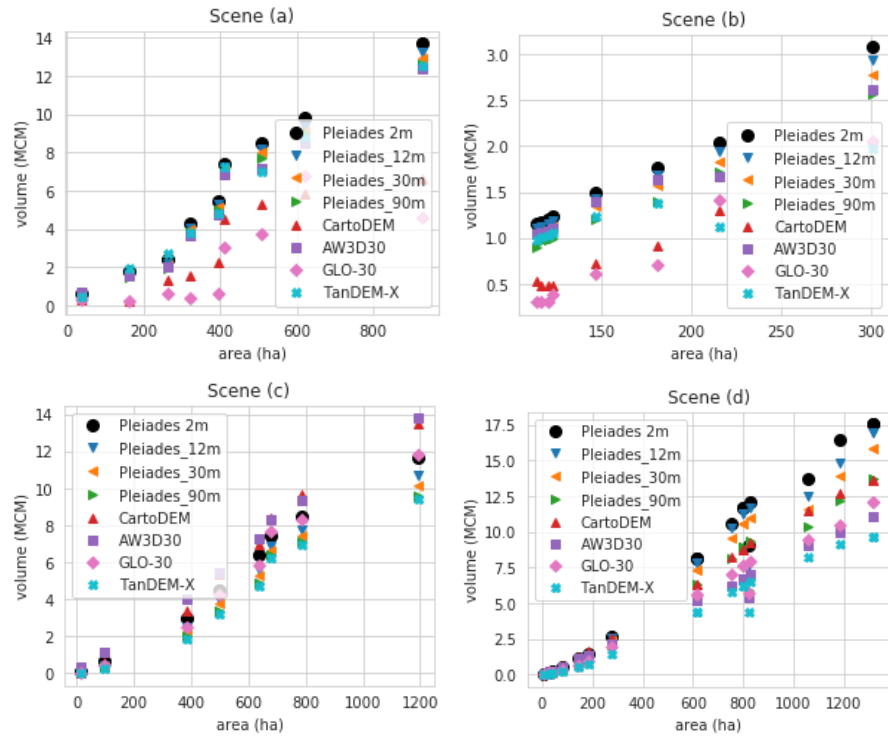 Scene (a)
14
12
10
8
6
4
2
0
volume (MCM)
0
200
400
600
800
area (ha)
Pleiades 2m
Pleiades_12m
Pleiades_30m
Pleiades_90m
CartoDEM
AW3D30
GLO-30
TanDEM-X
Scene (b)
3.0
2.5
2.0
1.5
1.0
0.5
volume (MCM)
150
200
250
300
area (ha)
Pleiades 2m
Pleiades_12m
Pleiades_30m
Pleiades_90m
CartoDEM
AW3D30
GLO-30
TanDEM-X
Scene (c)
14
12
10
8
6
4
2
0
volume (MCM)
0
200
400
600
800
1000
1200
area (ha)
Pleiades 2m
Pleiades_12m
Pleiades_30m
Pleiades_90m
CartoDEM
AW3D30
GLO-30
TanDEM-X
Scene (d)
17.5
15.0
12.5
10.0
7.5
5.0
2.5
0.0
volume (MCM)
0
200
400
600
800
1000
1200
area (ha)
Pleiades 2m
Pleiades_12m
Pleiades_30m
Pleiades_90m
CartoDEM
AW3D30
GLO-30
TanDEM-X